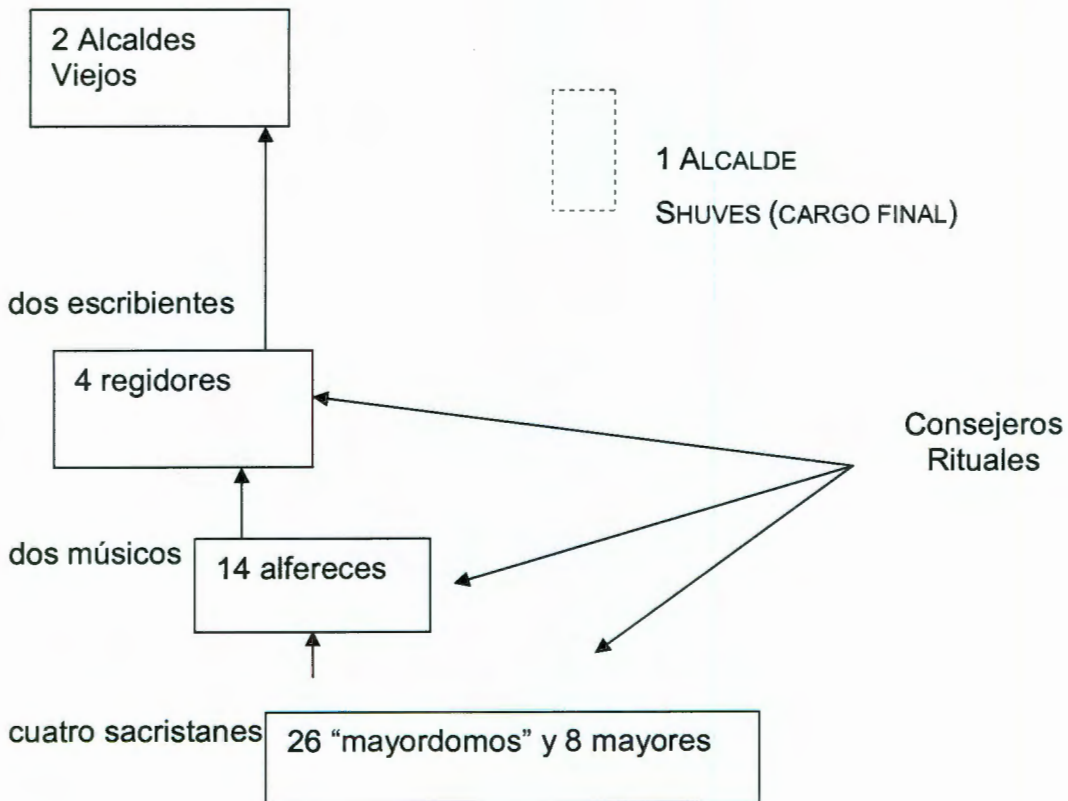 2 Alcaldes
Viejos
1 ALCALDE
SHUVES (CARGO FINAL)
dos escribientes
4 regidores
Consejeros
Rituales
dos músicos
14 alfereces
cuatro sacristanes
26 “mayordomos” y 8 mayores